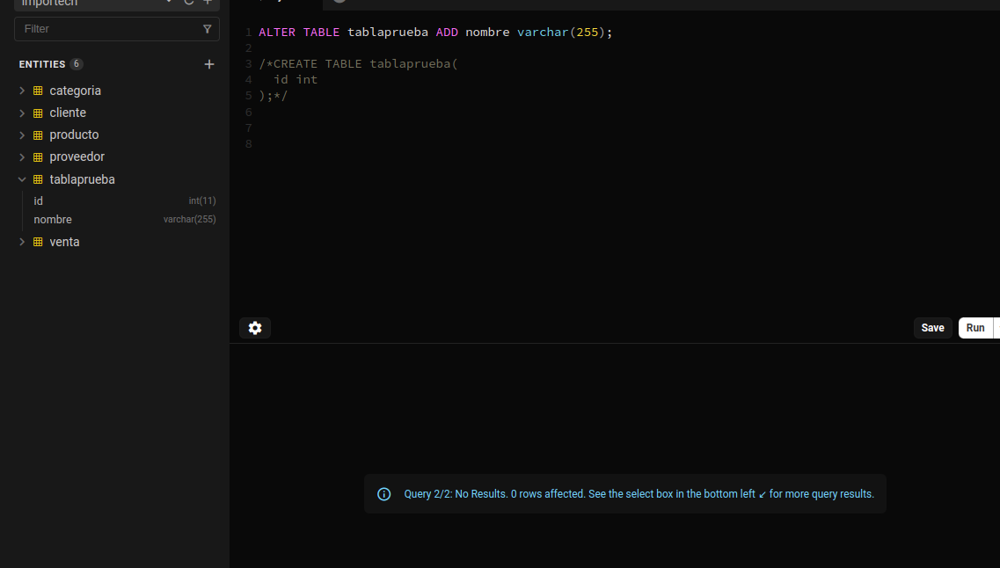 importech
Filter
ENTITIES 6
categoria
cliente
producto
proveedor
tablaprueba
id int(11)
nombre varchar(255)
venta
1 ALTER TABLE tablaprueba ADD nombre varchar(255);
2
3 /*CREATE TABLE tablaprueba(
4 id int
5 );*/
6
7
8
Save Run
Query 2/2: No Results. 0 rows affected. See the select box in the bottom left ↙ for more query results.